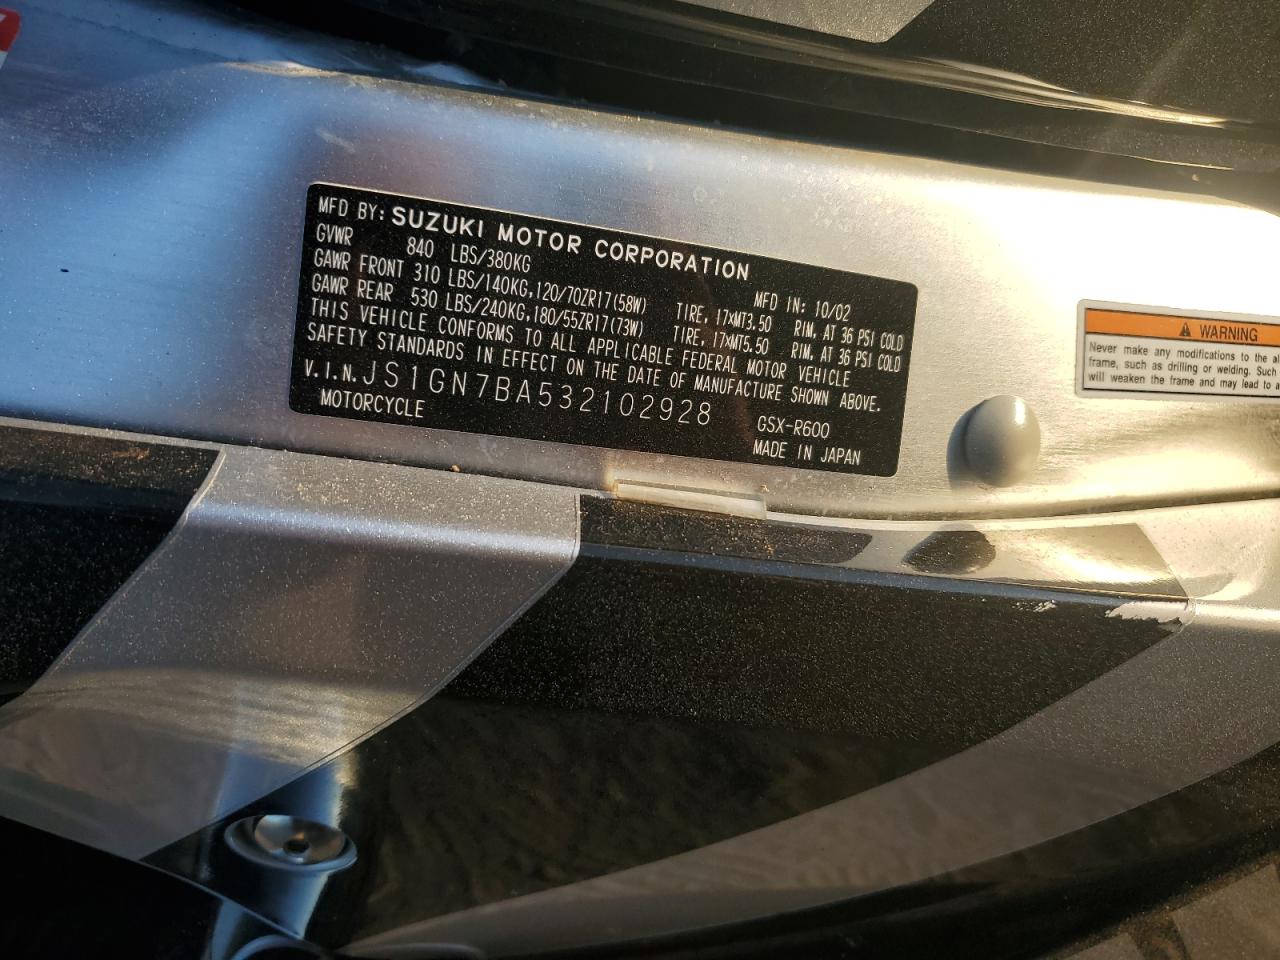 MFD BY: SUZUKI MOTOR CORPORATION
GVWR 840 LBS/380KG MFD IN: 10/02
GAWR FRONT 310 LBS/140KG,120/70ZR17(58W) TIRE, 17xMT3.50 RIM, AT 36 PSI COLD
GAWR REAR 530 LBS/240KG,180/55ZR17(73W) TIRE, 17xMT5.50 RIM, AT 36 PSI COLD
THIS VEHICLE CONFORMS TO ALL APPLICABLE FEDERAL MOTOR VEHICLE
SAFETY STANDARDS IN EFFECT ON THE DATE OF MANUFACTURE SHOWN ABOVE.
V.I.N. JS1GN7BA532102928 GSX-R600
MOTORCYCLE MADE IN JAPAN
WARNING
Never make any modifications to the al
frame, such as drilling or welding. Such
will weaken the frame and may lead to a